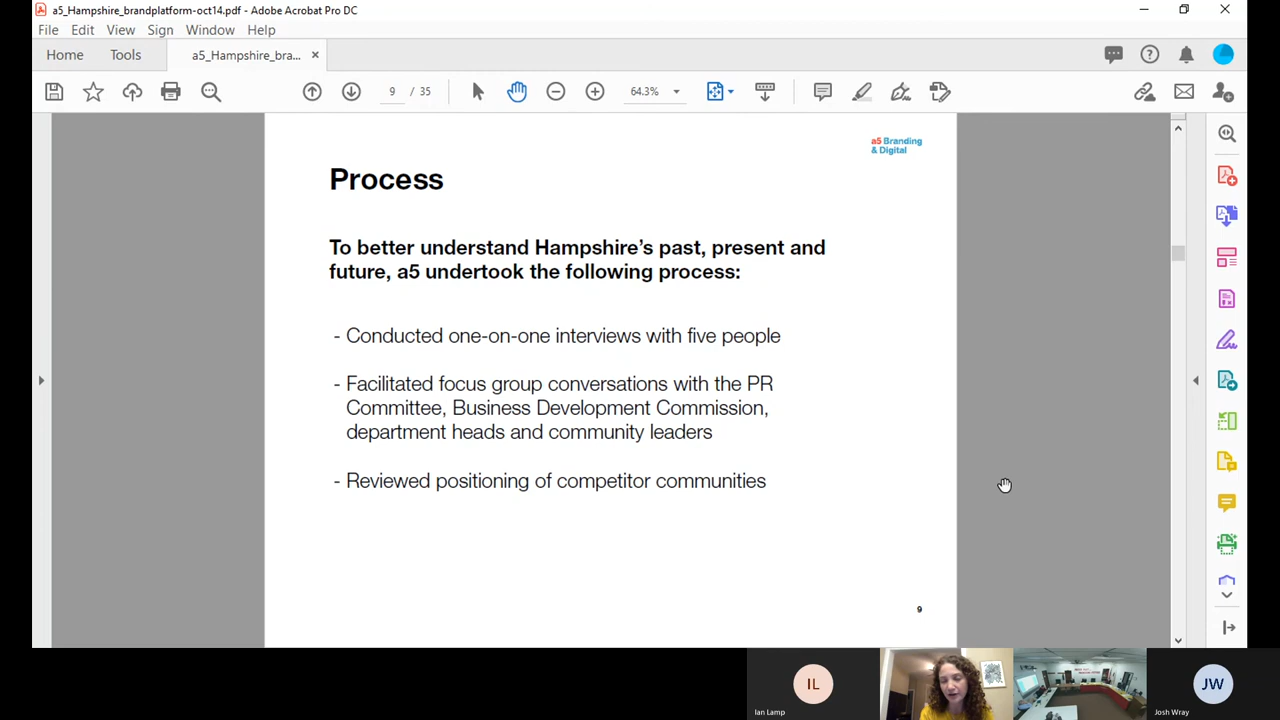 a5_Hampshire_brandplatform-oct14.pdf - Adobe Acrobat Pro DC
File Edit View Sign Window Help
Home Tools a5_Hampshire_bra... ×
9 / 35 64.3%
a5 Branding
& Digital
Process
To better understand Hampshire's past, present and
future, a5 undertook the following process:
- Conducted one-on-one interviews with five people
- Facilitated focus group conversations with the PR
Committee, Business Development Commission,
department heads and community leaders
- Reviewed positioning of competitor communities
9
IL
JW
Ian Lamp
Josh Wray